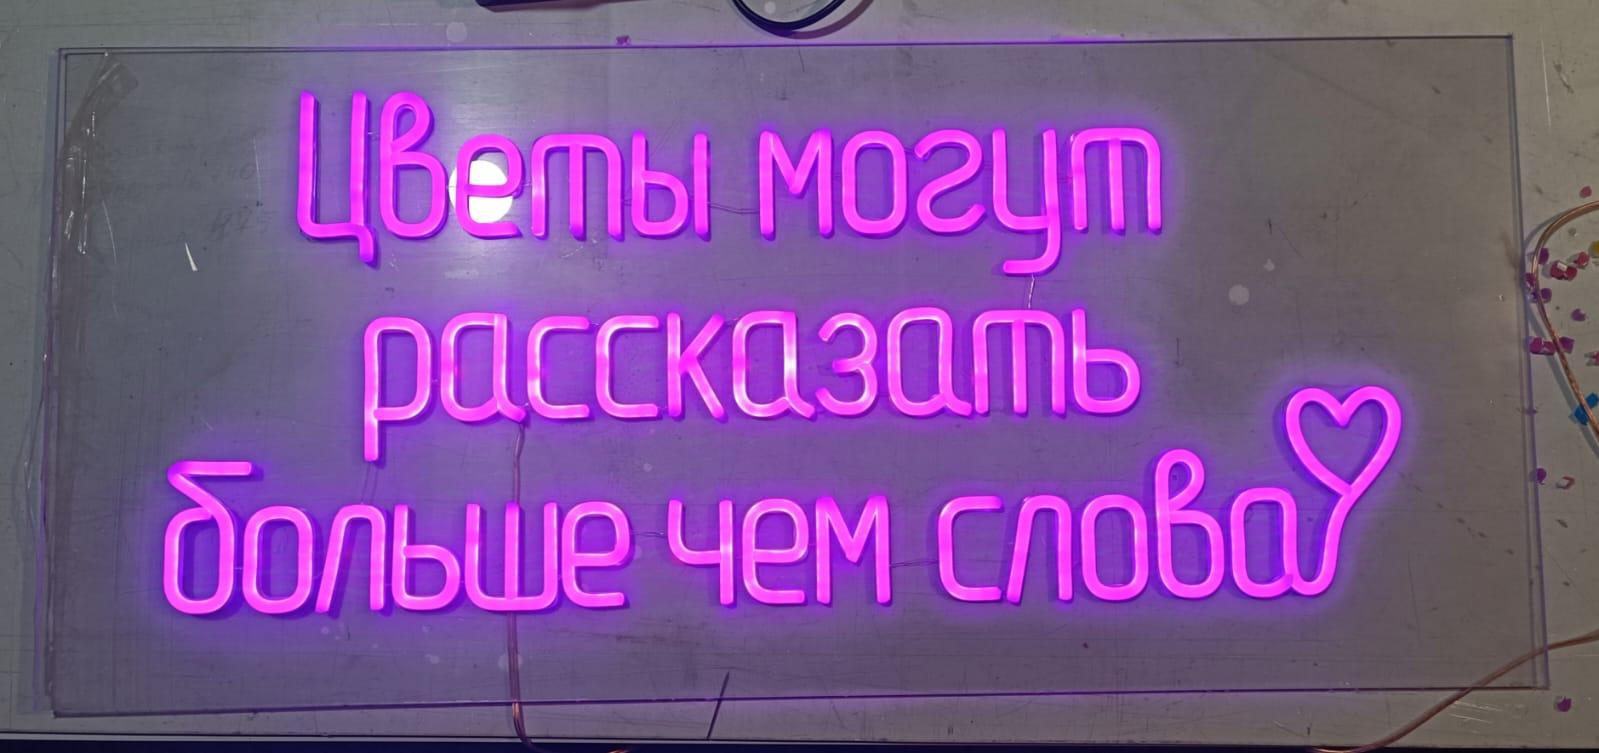 Цветы могут
рассказать
больше чем слова